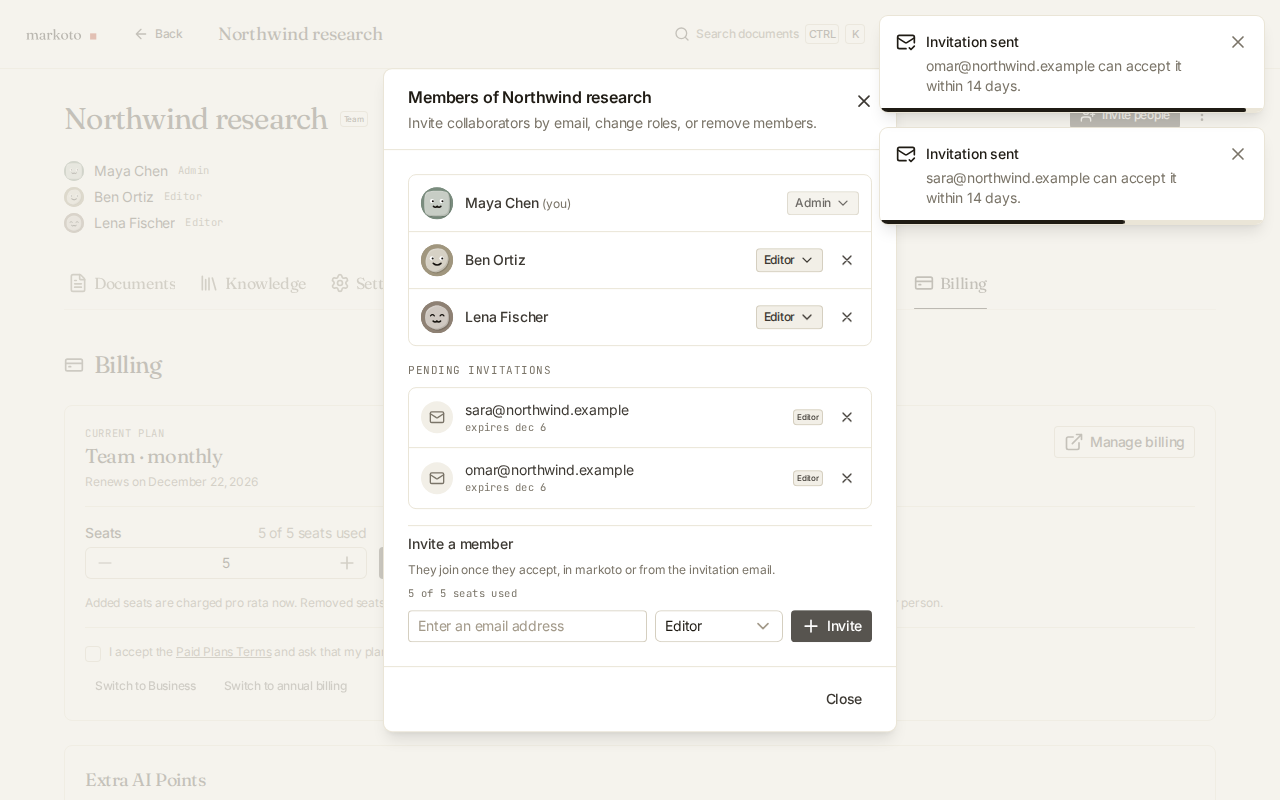 markoto
Back
Northwind research
Search documents CTRL K
Northwind research Team
Invite people
Maya Chen Admin
Ben Ortiz Editor
Lena Fischer Editor
Documents
Knowledge
Sett
Billing
Billing
CURRENT PLAN
Team · monthly
Renews on December 22, 2026
Manage billing
Seats
5 of 5 seats used
5
Added seats are charged pro rata now. Removed seats
person.
I accept the Paid Plans Terms and ask that my plan
Switch to Business
Switch to annual billing
Extra AI Points
Members of Northwind research
Invite collaborators by email, change roles, or remove members.
Maya Chen (you)
Admin
Ben Ortiz
Editor
Lena Fischer
Editor
PENDING INVITATIONS
sara@northwind.example
expires dec 6
Editor
omar@northwind.example
expires dec 6
Editor
Invite a member
They join once they accept, in markoto or from the invitation email.
5 of 5 seats used
Enter an email address
Editor
Invite
Close
Invitation sent
omar@northwind.example can accept it
within 14 days.
Invitation sent
sara@northwind.example can accept it
within 14 days.